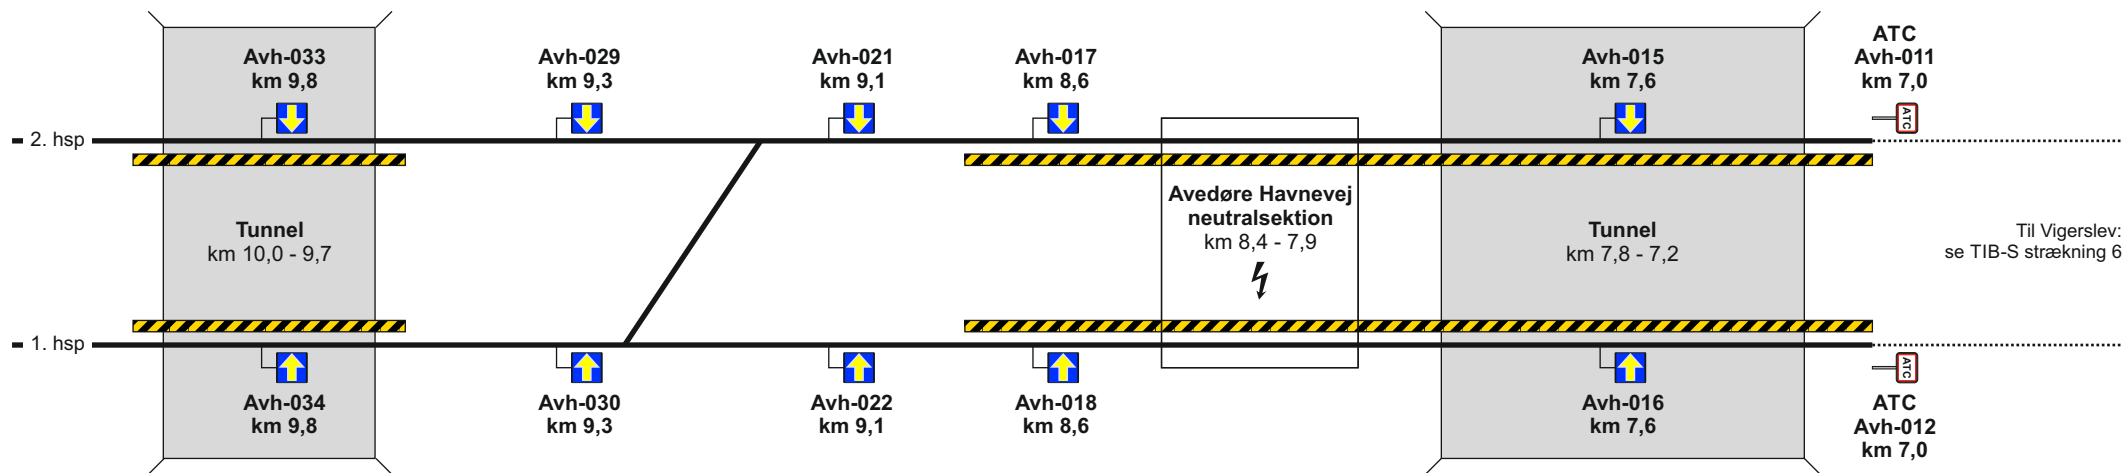 Avh-033
km 9,8
Avh-029
km 9,3
Avh-021
km 9,1
Avh-017
km 8,6
Avh-015
km 7,6
ATC
Avh-011
km 7,0
ATC
2. hsp
Tunnel
km 10,0 - 9,7
Avedøre Havnevej
neutralsektion
km 8,4 - 7,9
Tunnel
km 7,8 - 7,2
Til Vigerslev:
se TIB-S strækning 6
1. hsp
Avh-034
km 9,8
Avh-030
km 9,3
Avh-022
km 9,1
Avh-018
km 8,6
Avh-016
km 7,6
ATC
ATC
Avh-012
km 7,0